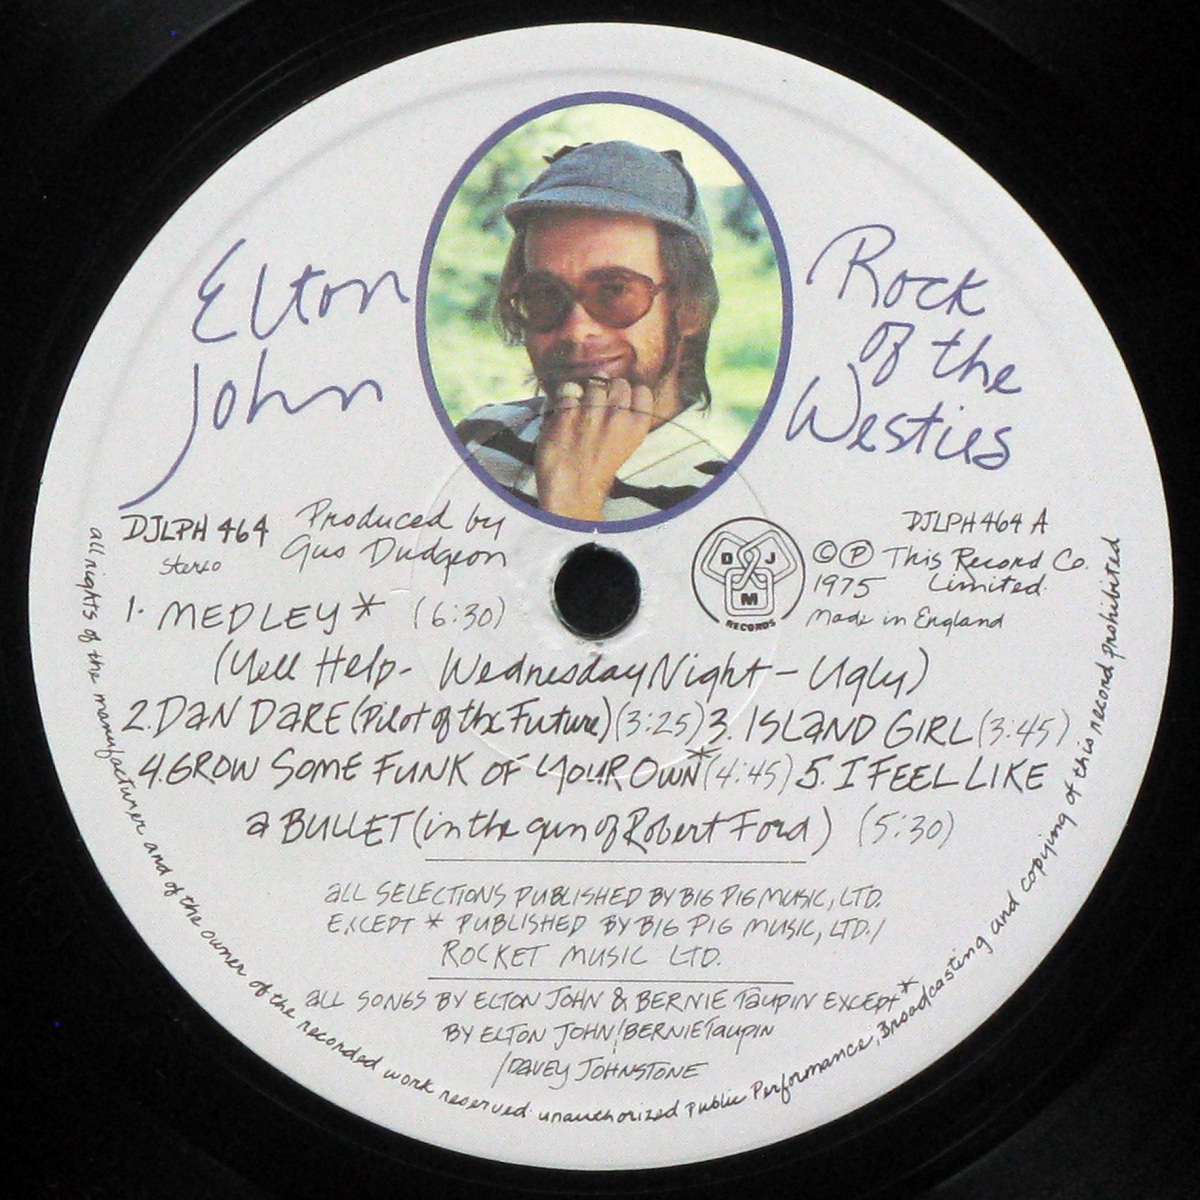 Elton
John
Rock
of the
Westies
DJLPH 464
Stereo
Produced by
Gus Dudgeon
DJM
RECORDS
DJLPH 464 A
© ℗ This Record Co.
1975 Limited.
Made in England
1. MEDLEY* (6:30)
(Yell Help- Wednesday Night - Ugly)
2. DAN DARE (Pilot of the Future) (3:25) 3. ISLAND GIRL (3:45)
4. GROW SOME FUNK OF YOUR OWN* (4:45) 5. I FEEL LIKE
a BULLET (in the gun of Robert Ford) (5:30)
aLL SELECTIONS PUBLISHED BY BIG PIG MUSIC, LTD.
EXCEPT * PUBLISHED BY BIG PIG MUSIC, LTD./
ROCKET MUSIC LTD.
aLL SONGS BY ELTON JOHN & BERNIE TAUPIN EXCEPT*
BY ELTON JOHN/BERNIE TAUPIN
/DAVEY JOHNSTONE
all rights of the manufacturer and of the owner of the recorded work reserved. unauthorized public Performance, Broadcasting and copying of this record prohibited